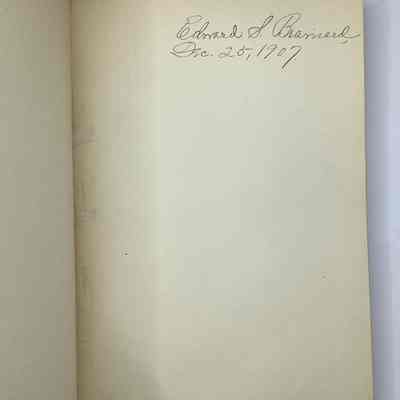 Edward S. Brainerd,
Dec. 25, 1907